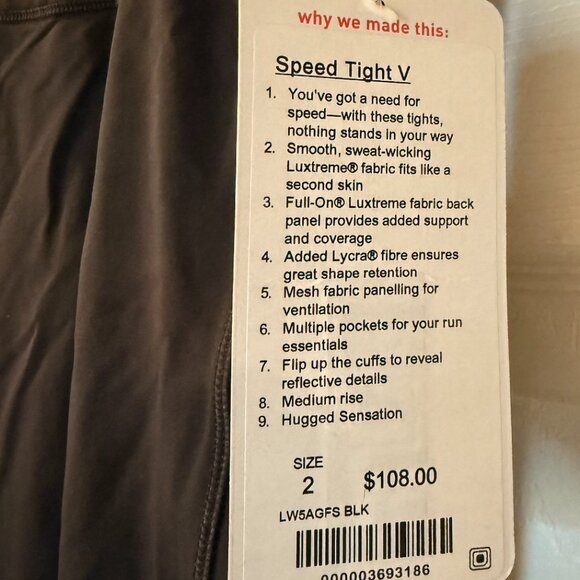 why we made this:
Speed Tight V
1. You've got a need for
speed—with these tights,
nothing stands in your way
2. Smooth, sweat-wicking
Luxtreme® fabric fits like a
second skin
3. Full-On® Luxtreme fabric back
panel provides added support
and coverage
4. Added Lycra® fibre ensures
great shape retention
5. Mesh fabric panelling for
ventilation
6. Multiple pockets for your run
essentials
7. Flip up the cuffs to reveal
reflective details
8. Medium rise
9. Hugged Sensation
SIZE
2 $108.00
LW5AGFS BLK
000003693186